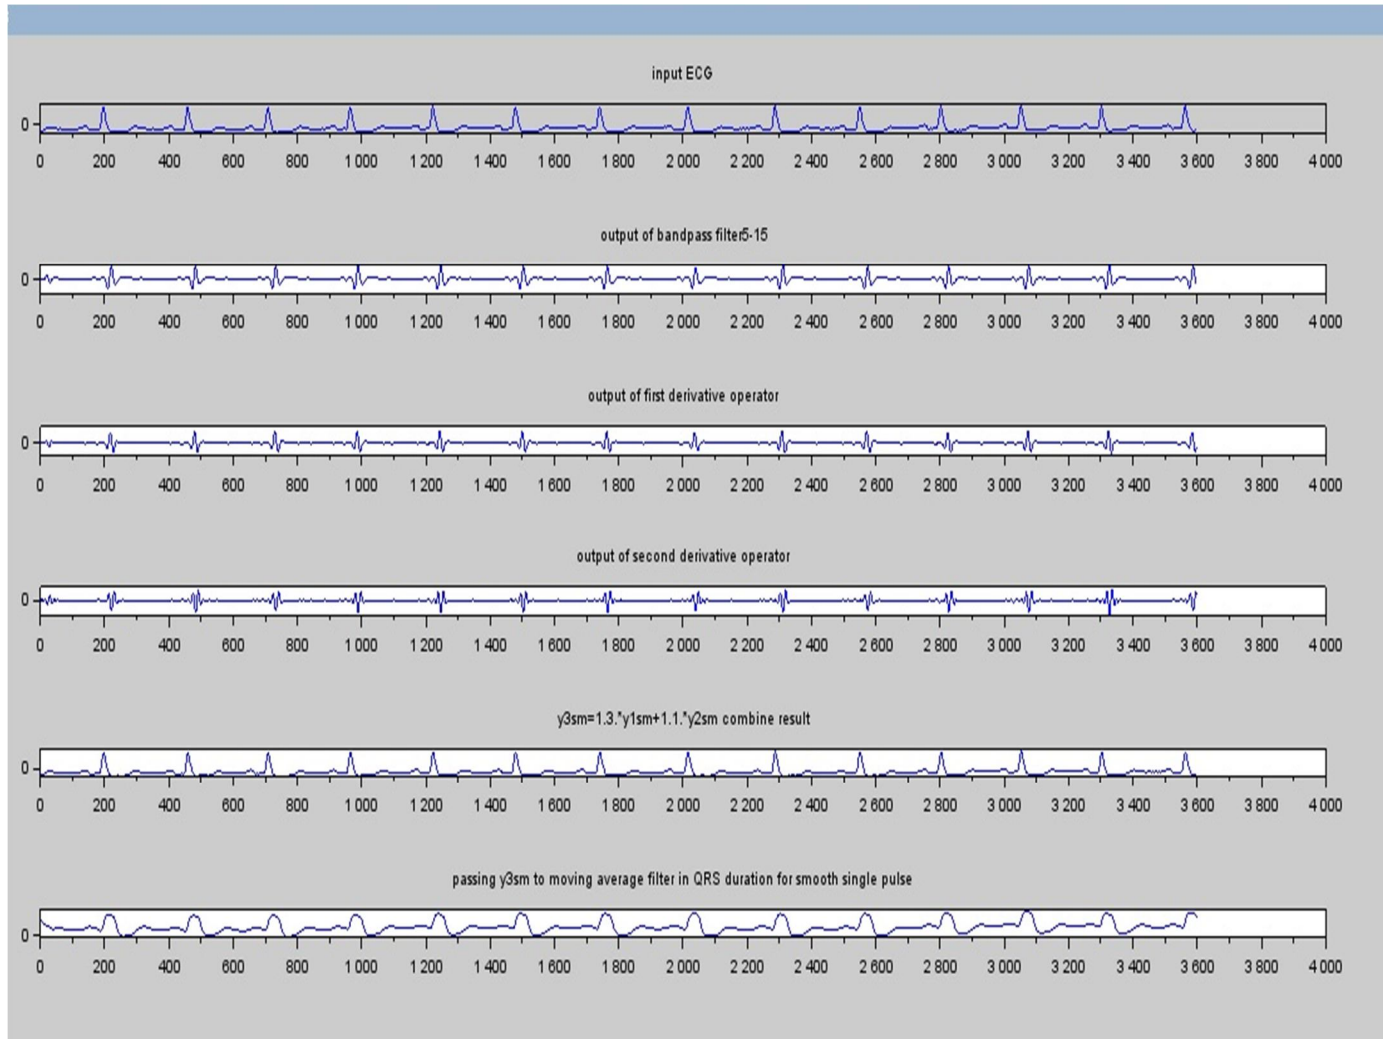 input ECG
0
0 200 400 600 800 1 000 1 200 1 400 1 600 1 800 2 000 2 200 2 400 2 600 2 800 3 000 3 200 3 400 3 600 3 800 4 000
output of bandpass filter5-15
0
0 200 400 600 800 1 000 1 200 1 400 1 600 1 800 2 000 2 200 2 400 2 600 2 800 3 000 3 200 3 400 3 600 3 800 4 000
output of first derivative operator
0
0 200 400 600 800 1 000 1 200 1 400 1 600 1 800 2 000 2 200 2 400 2 600 2 800 3 000 3 200 3 400 3 600 3 800 4 000
output of second derivative operator
0
0 200 400 600 800 1 000 1 200 1 400 1 600 1 800 2 000 2 200 2 400 2 600 2 800 3 000 3 200 3 400 3 600 3 800 4 000
y3sm=1.3.*y1sm+1.1.*y2sm combine result
0
0 200 400 600 800 1 000 1 200 1 400 1 600 1 800 2 000 2 200 2 400 2 600 2 800 3 000 3 200 3 400 3 600 3 800 4 000
passing y3sm to moving average filter in QRS duration for smooth single pulse
0
0 200 400 600 800 1 000 1 200 1 400 1 600 1 800 2 000 2 200 2 400 2 600 2 800 3 000 3 200 3 400 3 600 3 800 4 000